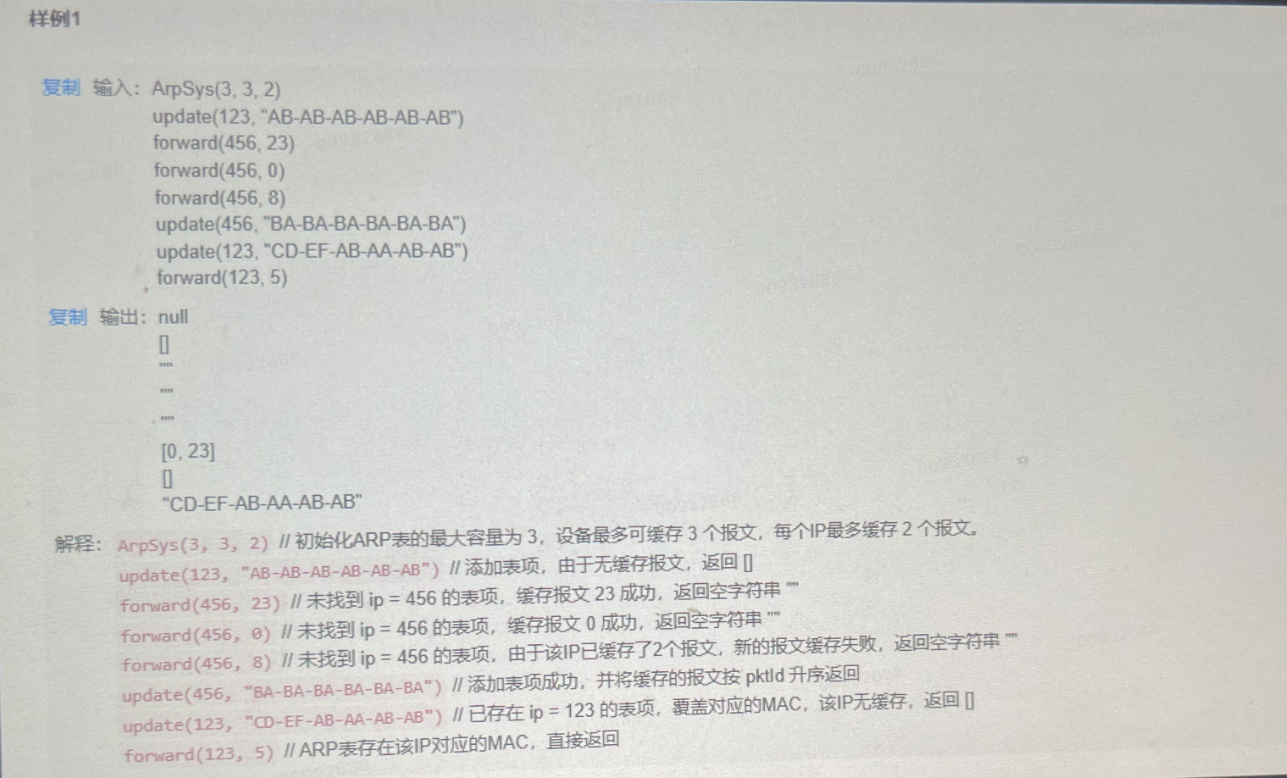 样例1
复制 输入：ArpSys(3, 3, 2)
update(123, "AB-AB-AB-AB-AB-AB")
forward(456, 23)
forward(456, 0)
forward(456, 8)
update(456, "BA-BA-BA-BA-BA-BA")
update(123, "CD-EF-AB-AA-AB-AB")
forward(123, 5)
复制 输出：null
[]
""
""
""
[0, 23]
[]
"CD-EF-AB-AA-AB-AB"
解释：ArpSys(3, 3, 2) // 初始化ARP表的最大容量为 3，设备最多可缓存 3 个报文，每个IP最多缓存 2 个报文。
update(123, "AB-AB-AB-AB-AB-AB") // 添加表项，由于无缓存报文，返回 []
forward(456, 23) // 未找到 ip = 456 的表项，缓存报文 23 成功，返回空字符串 ""
forward(456, 0) // 未找到 ip = 456 的表项，缓存报文 0 成功，返回空字符串 ""
forward(456, 8) // 未找到 ip = 456 的表项，由于该IP已缓存了2个报文，新的报文缓存失败，返回空字符串 ""
update(456, "BA-BA-BA-BA-BA-BA") // 添加表项成功，并将缓存的报文按 pktId 升序返回
update(123, "CD-EF-AB-AA-AB-AB") // 已存在 ip = 123 的表项，覆盖对应的MAC，该IP无缓存，返回 []
forward(123, 5) // ARP表存在该IP对应的MAC，直接返回